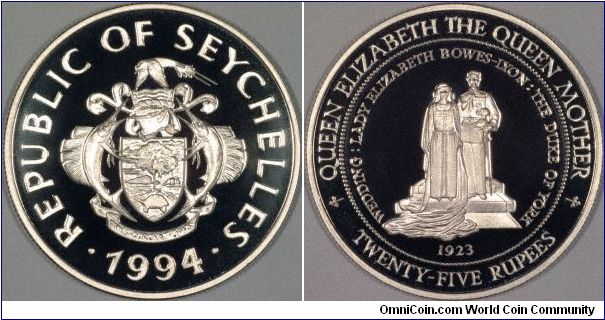 REPUBLIC OF SEYCHELLES
· 1994 ·
QUEEN ELIZABETH THE QUEEN MOTHER
WEDDING : LADY ELIZABETH BOWES-LYON : THE DUKE OF YORK
1923
TWENTY-FIVE RUPEES
OmniCoin.com World Coin Community